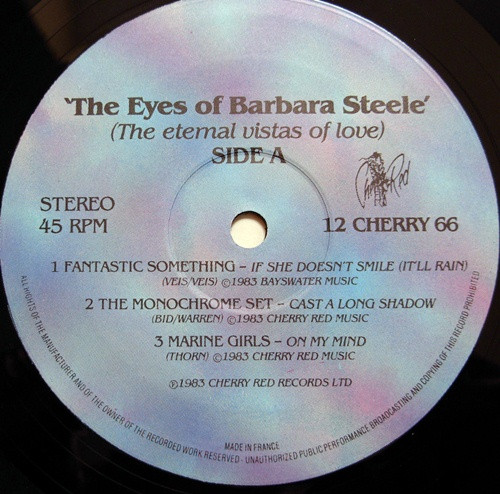 'The Eyes of Barbara Steele'
(The eternal vistas of love)
SIDE A
Cherry Red
STEREO
45 RPM
12 CHERRY 66
1 FANTASTIC SOMETHING – IF SHE DOESN'T SMILE (IT'LL RAIN)
(VEIS/VEIS) ©1983 BAYSWATER MUSIC
2 THE MONOCHROME SET – CAST A LONG SHADOW
(BID/WARREN) ©1983 CHERRY RED MUSIC
3 MARINE GIRLS – ON MY MIND
(THORN) ©1983 CHERRY RED MUSIC
℗1983 CHERRY RED RECORDS LTD
MADE IN FRANCE
ALL RIGHTS OF THE MANUFACTURER AND OF THE OWNER OF THE RECORDED WORK RESERVED - UNAUTHORIZED PUBLIC PERFORMANCE BROADCASTING AND COPYING OF THIS RECORD PROHIBITED